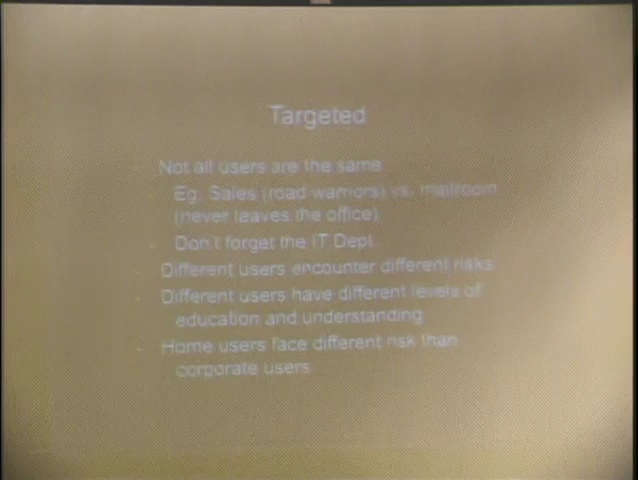 Targeted
Not all users are the same
Eg. Sales (road warriors) vs. mailroom
(never leaves the office)
Don't forget the IT Dept.
Different users encounter different risks
Different users have different levels of
education and understanding
Home users face different risk than
corporate users